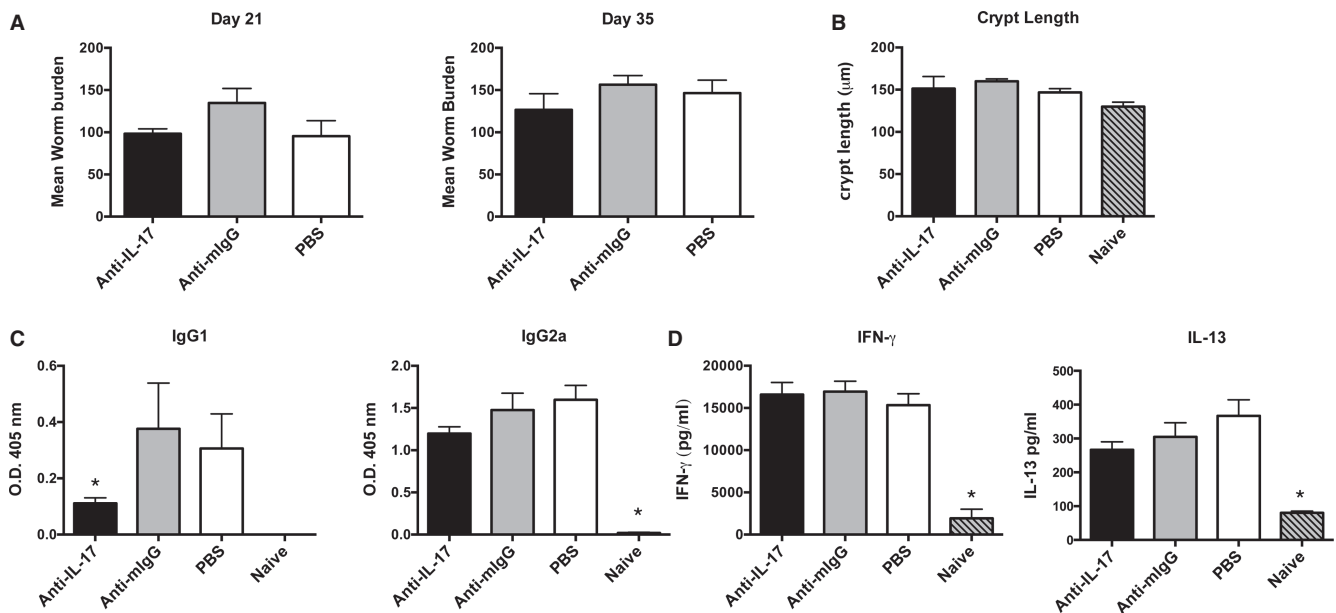 A
Day 21
Mean Worm burden
200
150
100
50
0
Anti-IL-17
Anti-mIgG
PBS
Day 35
Mean Worm Burden
200
150
100
50
0
Anti-IL-17
Anti-mIgG
PBS
B
Crypt Length
crypt length (μm)
200
150
100
50
0
Anti-IL-17
Anti-mIgG
PBS
Naive
C
IgG1
O.D. 405 nm
0.6
0.4
0.2
0.0
*
Anti-IL-17
Anti-mIgG
PBS
Naive
IgG2a
O.D. 405 nm
2.0
1.5
1.0
0.5
0.0
*
Anti-IL-17
Anti-mIgG
PBS
Naive
D
IFN-γ
IFN-γ (pg/ml)
20000
15000
10000
5000
0
*
Anti-IL-17
Anti-mIgG
PBS
Naive
IL-13
IL-13 pg/ml
500
400
300
200
100
0
*
Anti-IL-17
Anti-mIgG
PBS
Naive